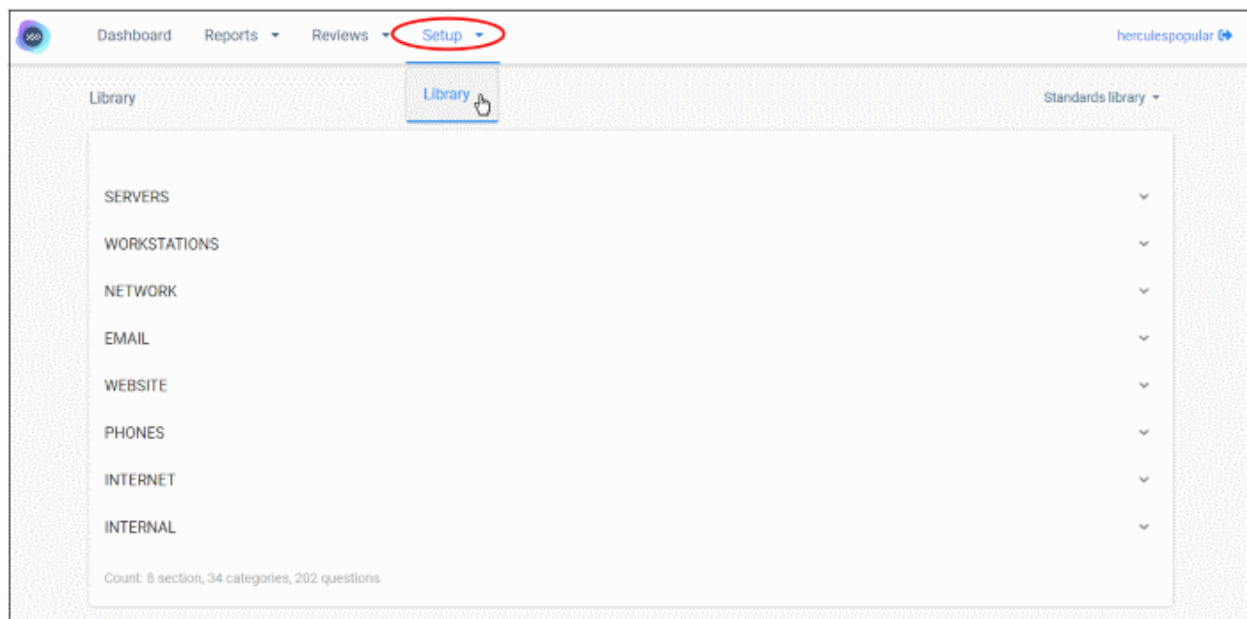 360
Dashboard Reports Reviews Setup herculespopular
Library Library Standards library
SERVERS
WORKSTATIONS
NETWORK
EMAIL
WEBSITE
PHONES
INTERNET
INTERNAL
Count: 8 section, 34 categories, 202 questions